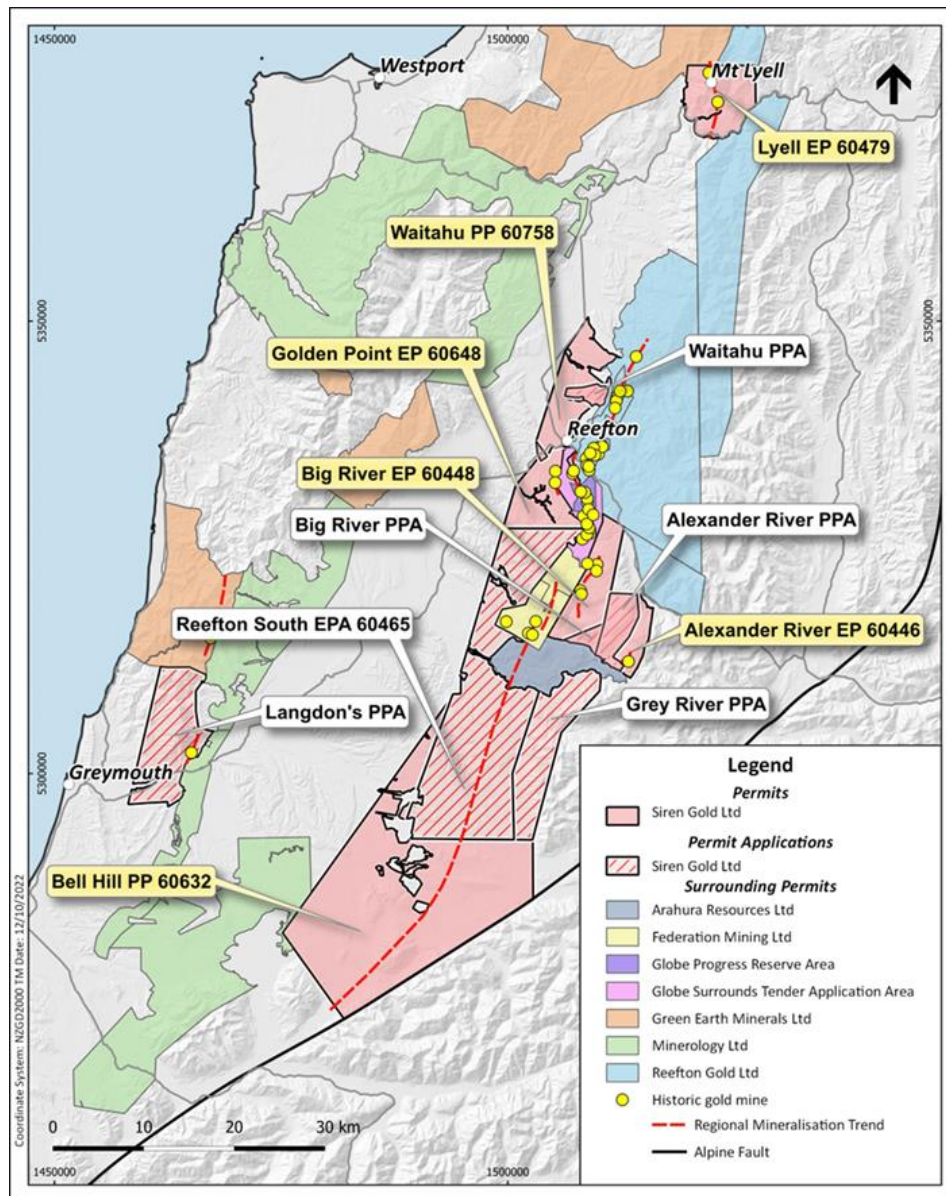 1450000
1500000
Westport
Mt Lyell
Lyell EP 60479
Waitahu PP 60758
5350000
5350000
Golden Point EP 60648
Waitahu PPA
Reefton
Big River EP 60448
Big River PPA
Alexander River PPA
Reefton South EPA 60465
Alexander River EP 60446
Langdon's PPA
Grey River PPA
Greymouth
5300000
Bell Hill PP 60632
Legend
Permits
Siren Gold Ltd
Permit Applications
Siren Gold Ltd
Surrounding Permits
Arahura Resources Ltd
Federation Mining Ltd
Globe Progress Reserve Area
Globe Surrounds Tender Application Area
Green Earth Minerals Ltd
Minerology Ltd
Reefton Gold Ltd
Historic gold mine
Regional Mineralisation Trend
Alpine Fault
Coordinate System: NZGD2000 TM Date: 12/10/2022
0 10 20 30 km
1450000
1500000